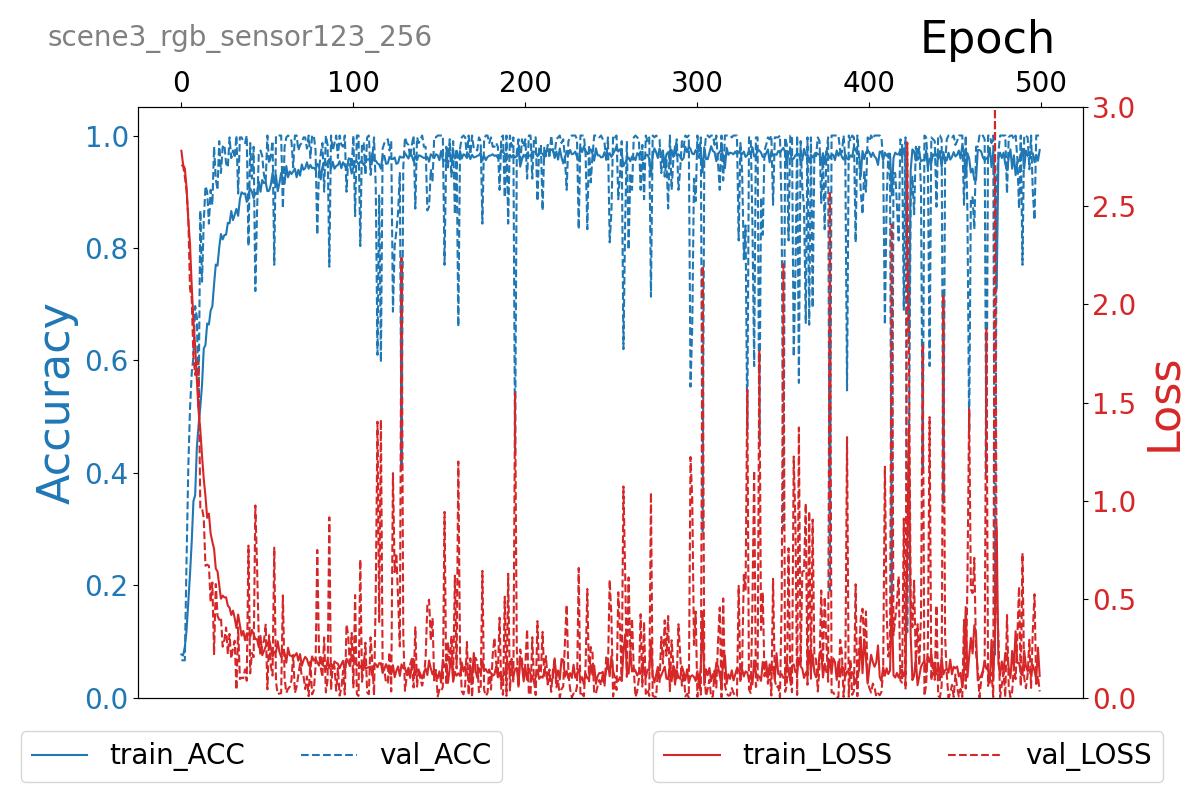 scene3_rgb_sensor123_256
Epoch
0 100 200 300 400 500
1.0 3.0
0.8 2.5
0.6 2.0
0.4 1.5
0.2 1.0
0.0 0.5
0.0
Accuracy
Loss
train_ACC val_ACC train_LOSS val_LOSS